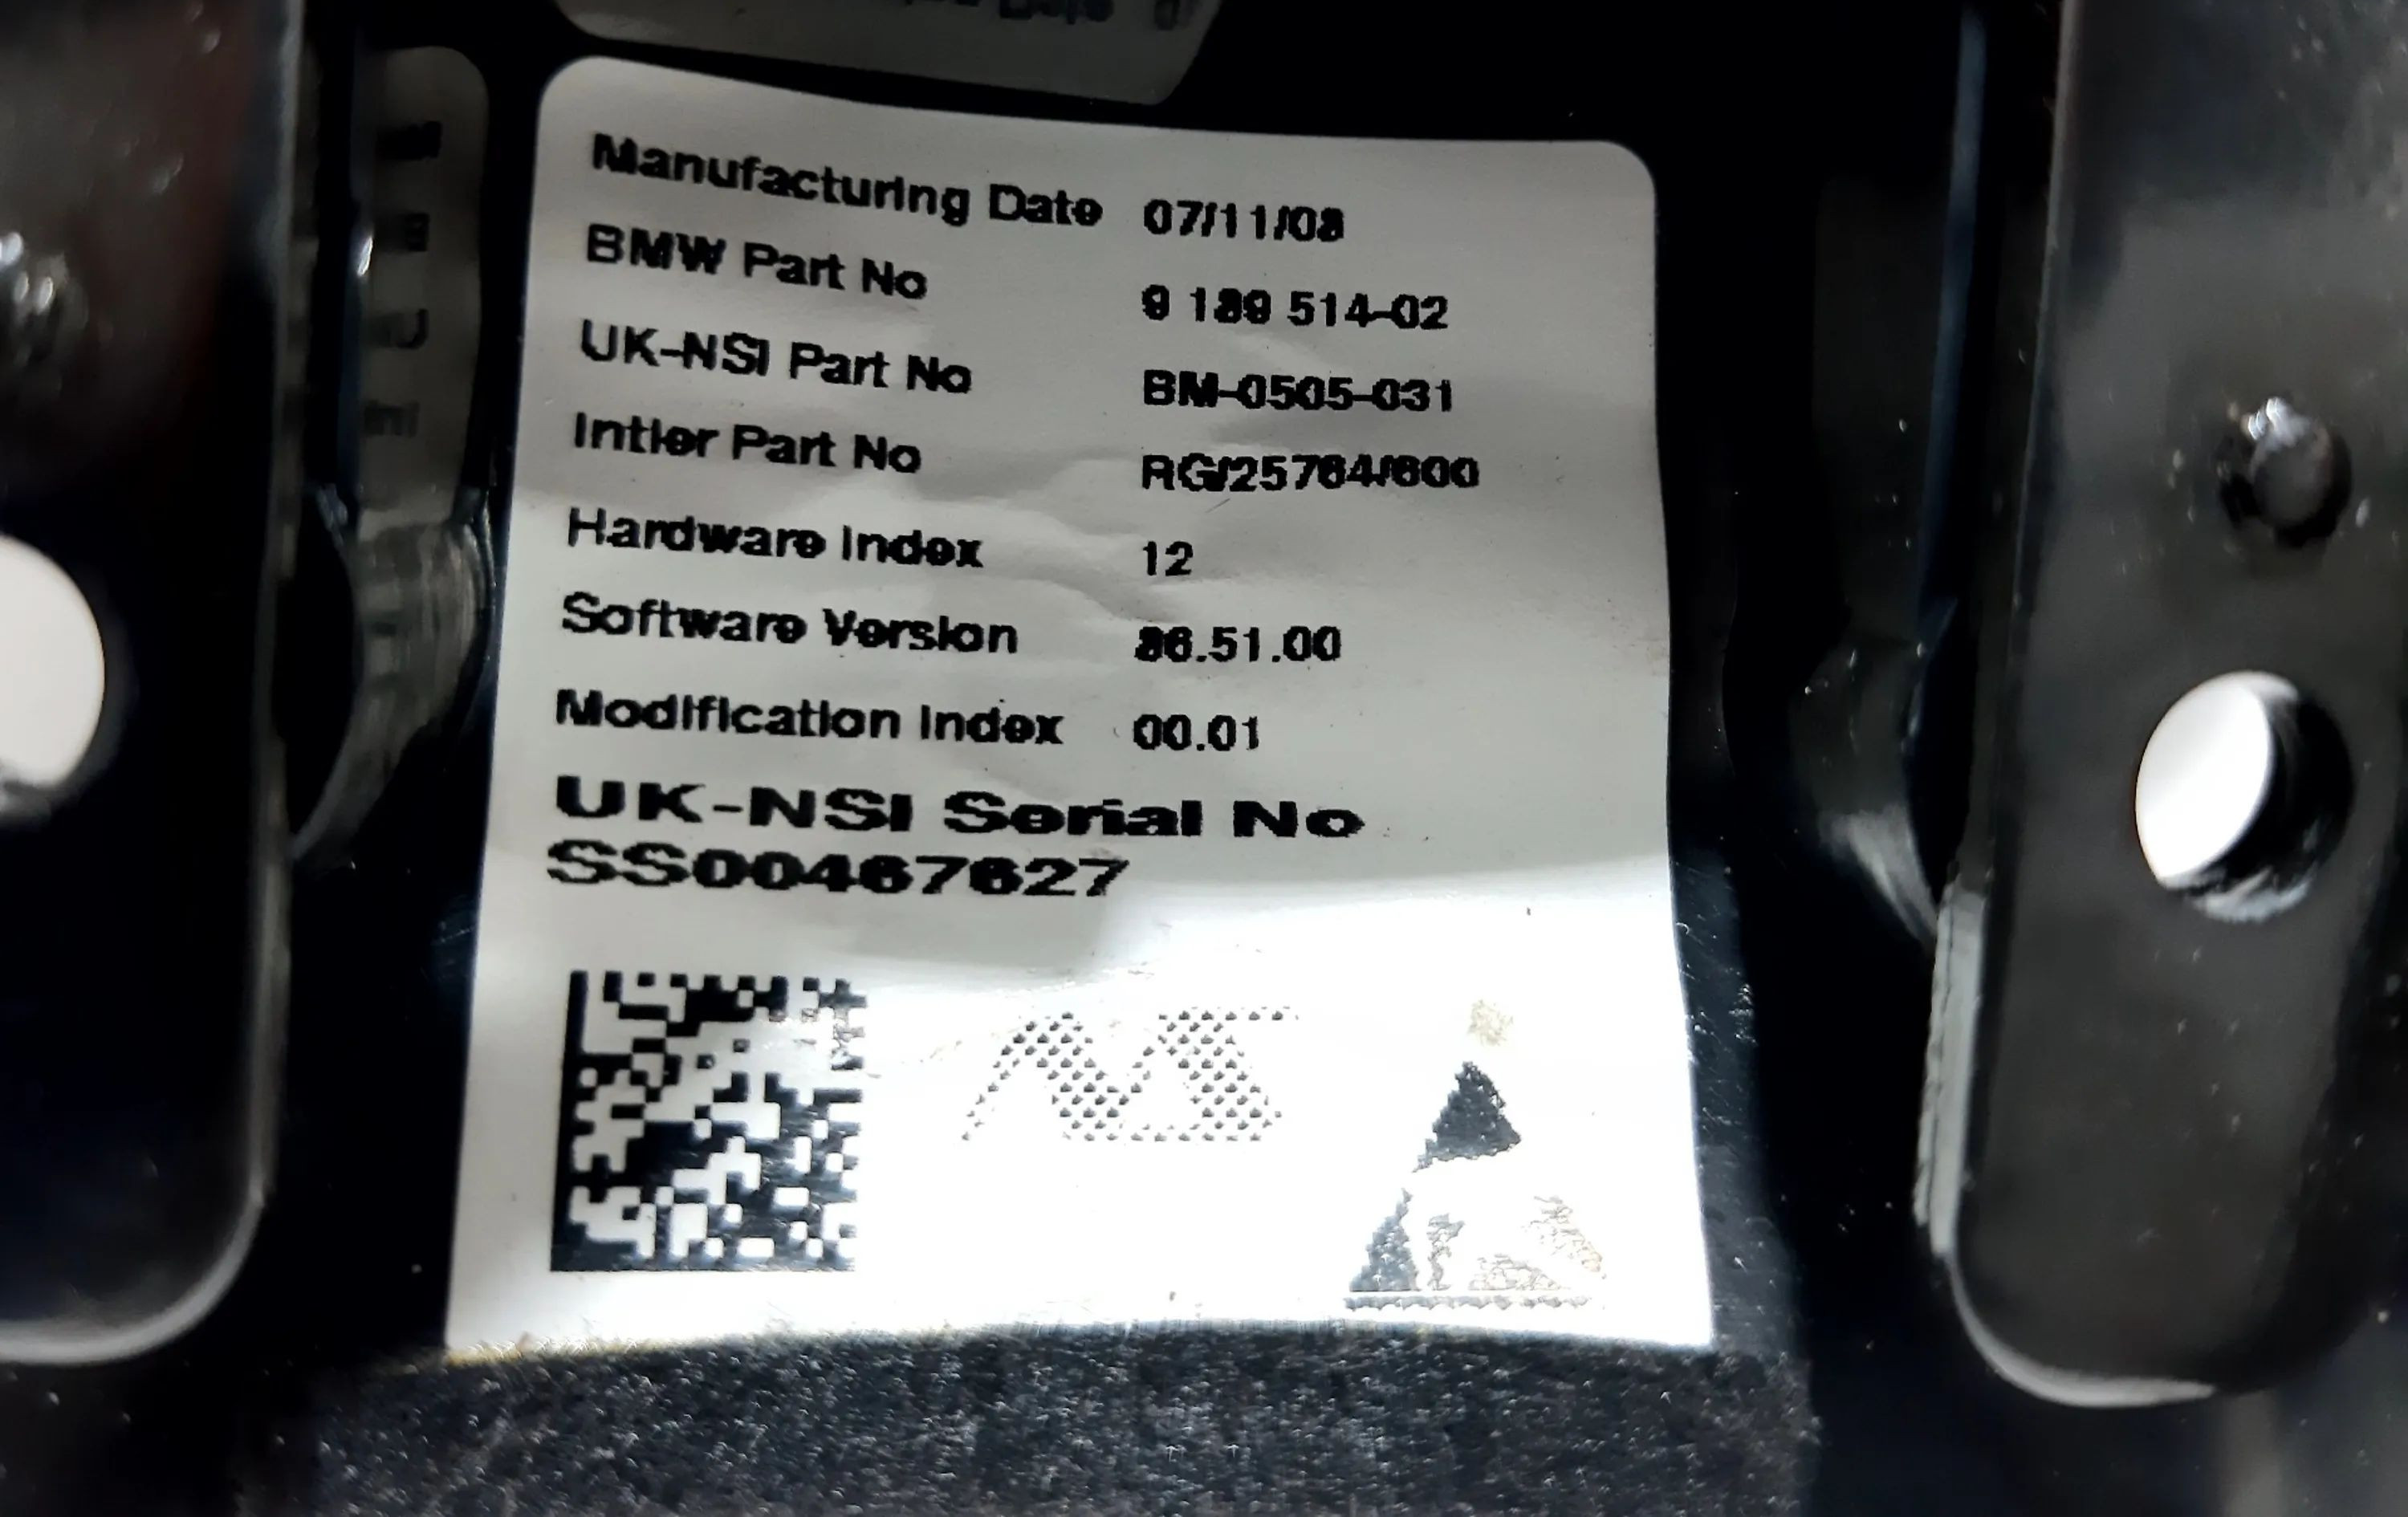 Manufacturing Date 07/11/08
BMW Part No 9 189 514-02
UK-NSI Part No BM-0505-031
Intier Part No RG/25764/600
Hardware Index 12
Software Version 86.51.00
Modification Index 00.01
UK-NSI Serial No
SS00467627